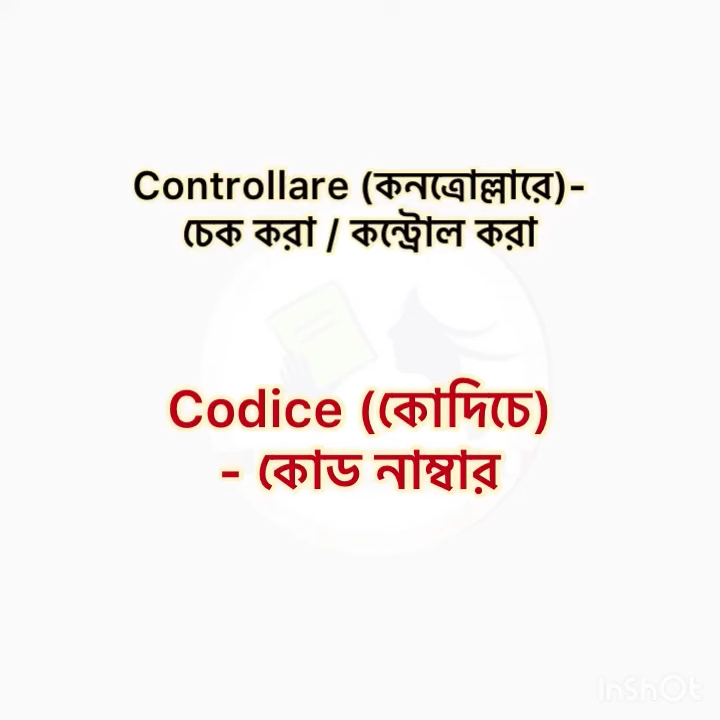 Controllare (কনত্রোল্লারে)-
চেক করা / কন্ট্রোল করা
Codice (কোদিচে)
- কোড নাম্বার
InShOt